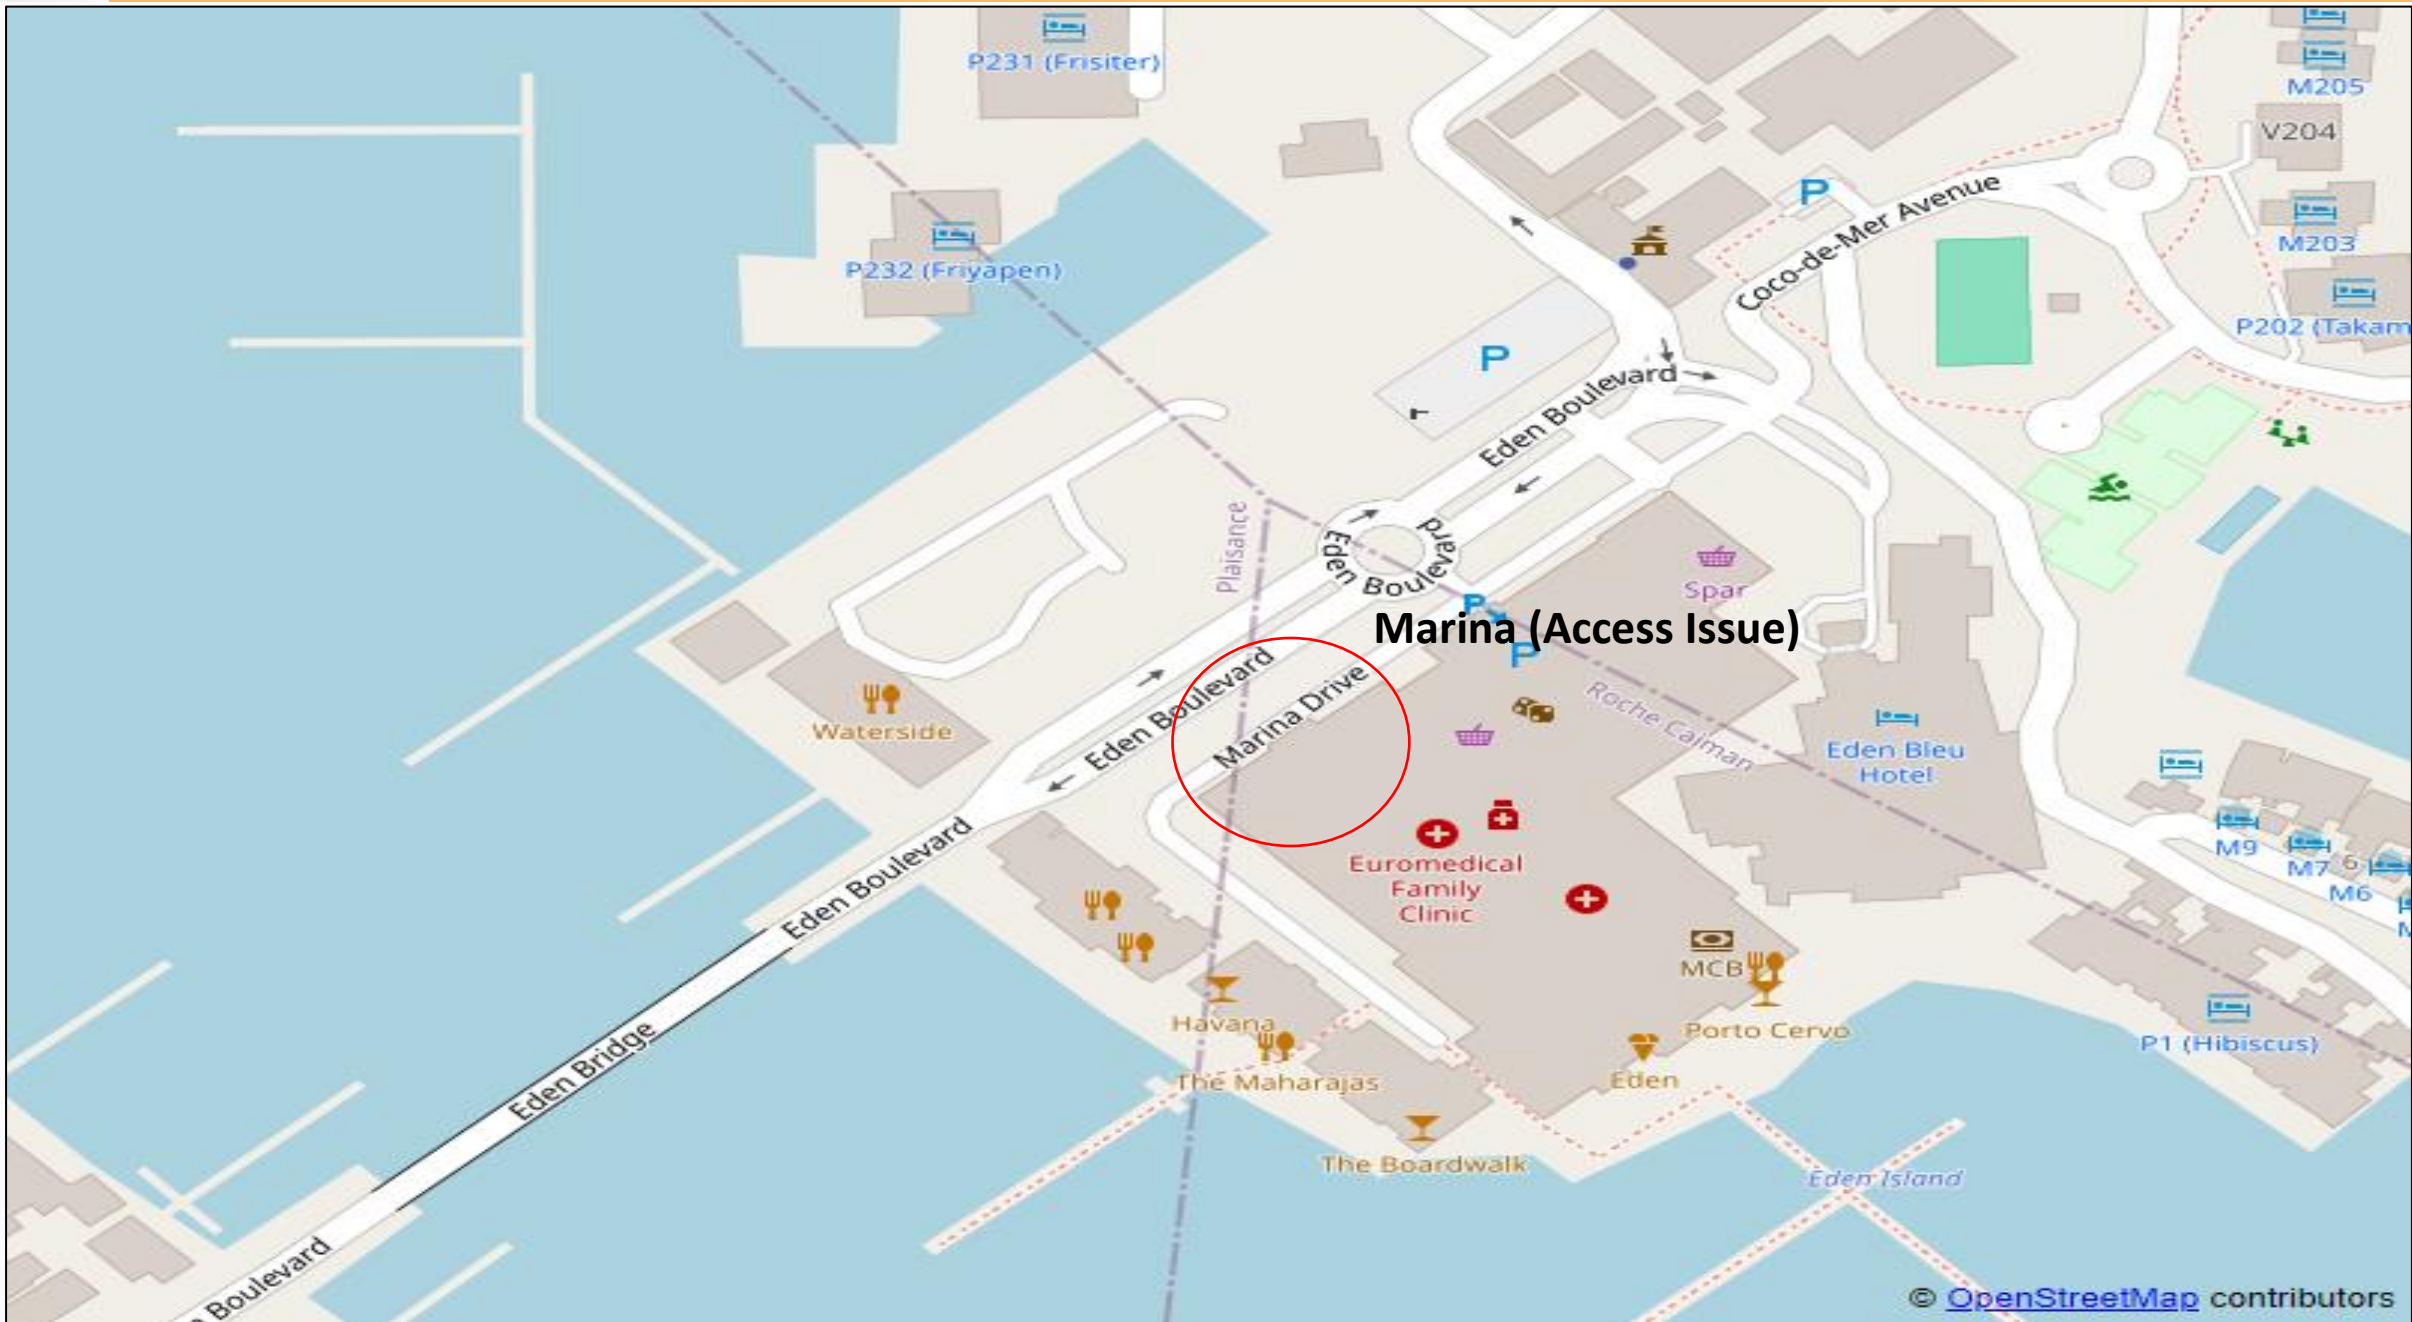 P231 (Frisiter)
M205
V204
P
Coco-de-Mer Avenue
M203
P232 (Friyapen)
P202 (Takam
P
Eden Boulevard
Plaisance
Eden Boulevard
P
Spar
Marina (Access Issue)
P
Eden Boulevard
Marina Drive
Roche Caiman
Waterside
Eden Bleu
Hotel
Eden Boulevard
Euromedical
Family
Clinic
M9
M7
6
M6
M
MCB
Havana
Porto Cervo
P1 (Hibiscus)
Eden Bridge
The Maharajas
Eden
The Boardwalk
Eden Island
Boulevard
© OpenStreetMap contributors